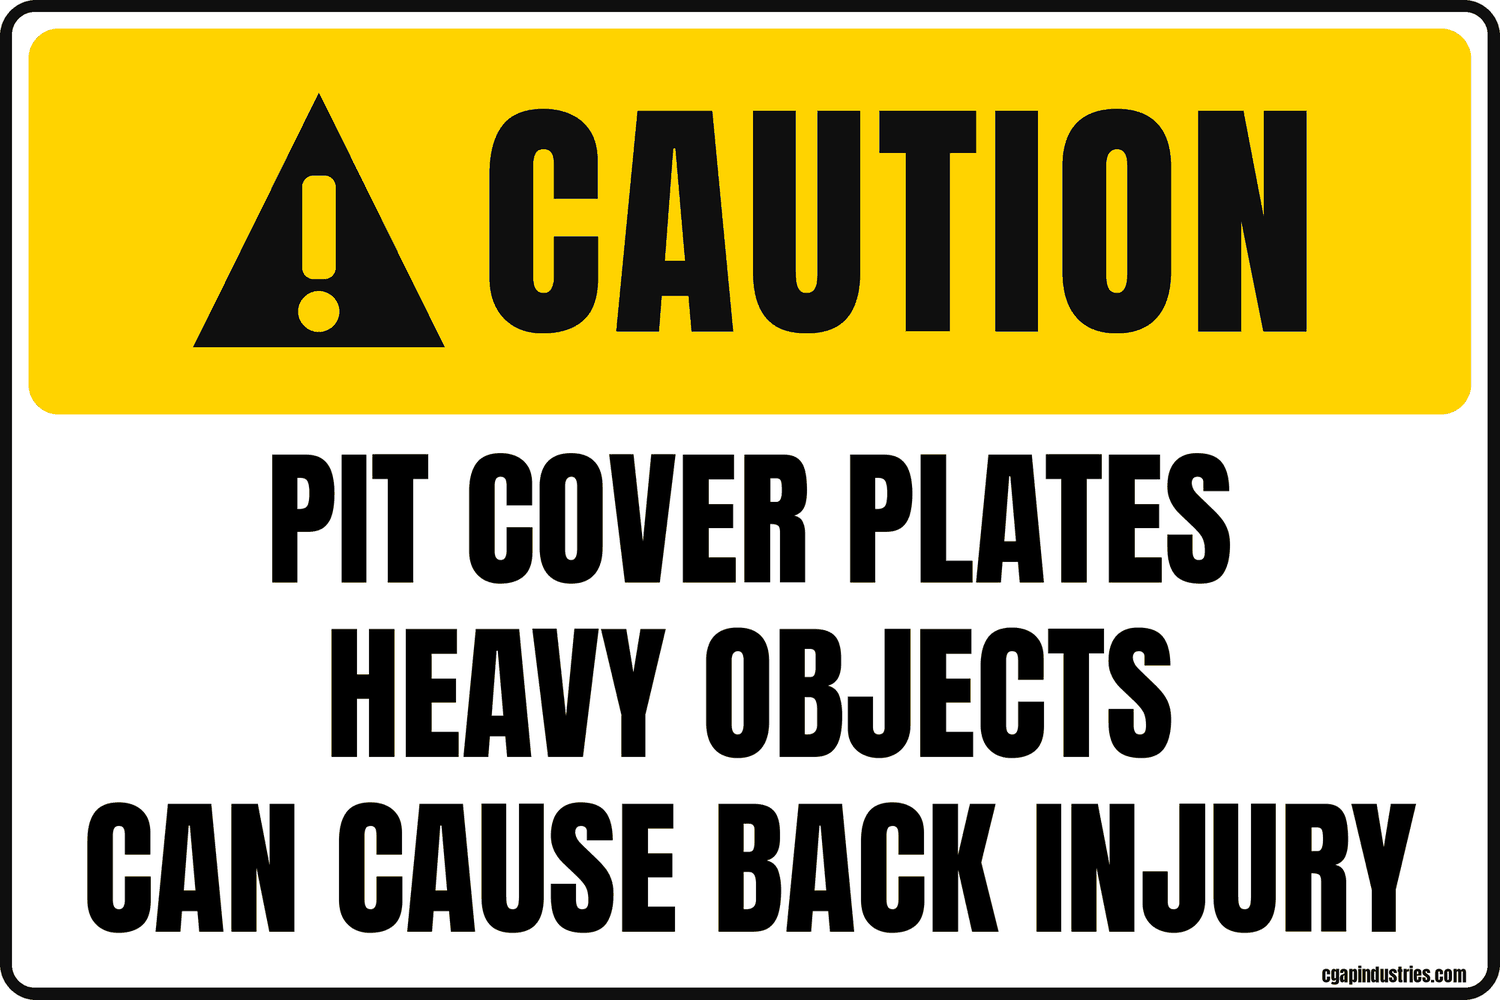 CAUTION
PIT COVER PLATES
HEAVY OBJECTS
CAN CAUSE BACK INJURY
cgapindustries.com